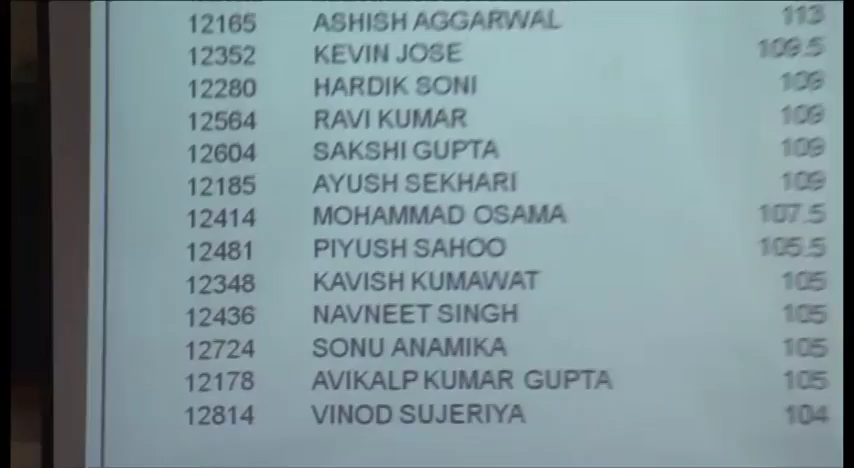 12165 ASHISH AGGARWAL 113
12352 KEVIN JOSE 109.5
12280 HARDIK SONI 109
12564 RAVI KUMAR 109
12604 SAKSHI GUPTA 109
12185 AYUSH SEKHARI 109
12414 MOHAMMAD OSAMA 107.5
12481 PIYUSH SAHOO 105.5
12348 KAVISH KUMAWAT 105
12436 NAVNEET SINGH 105
12724 SONU ANAMIKA 105
12178 AVIKALP KUMAR GUPTA 105
12814 VINOD SUJERIYA 104